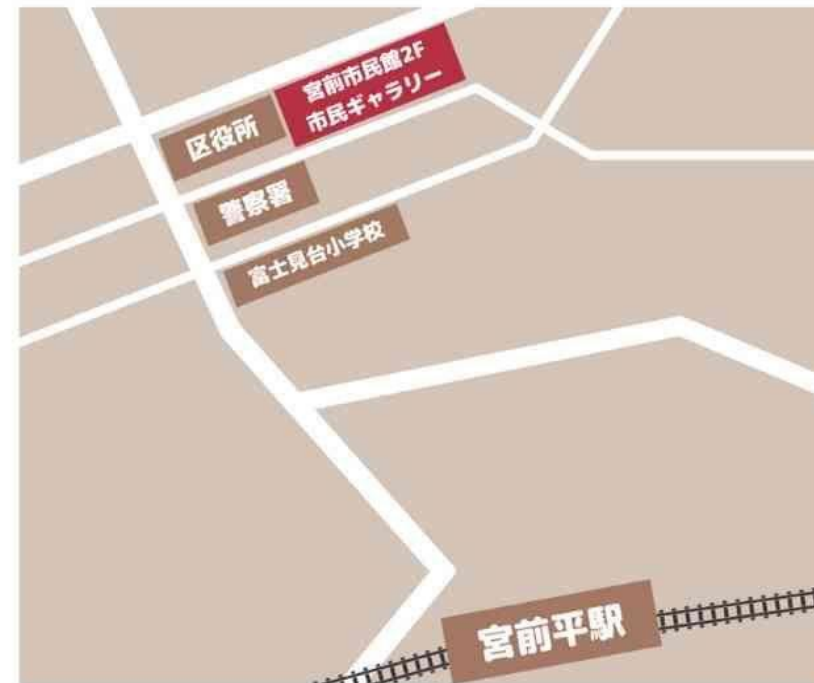 宮前市民館2F
市民ギャラリー
区役所
警察署
富士見台小学校
宮前平駅